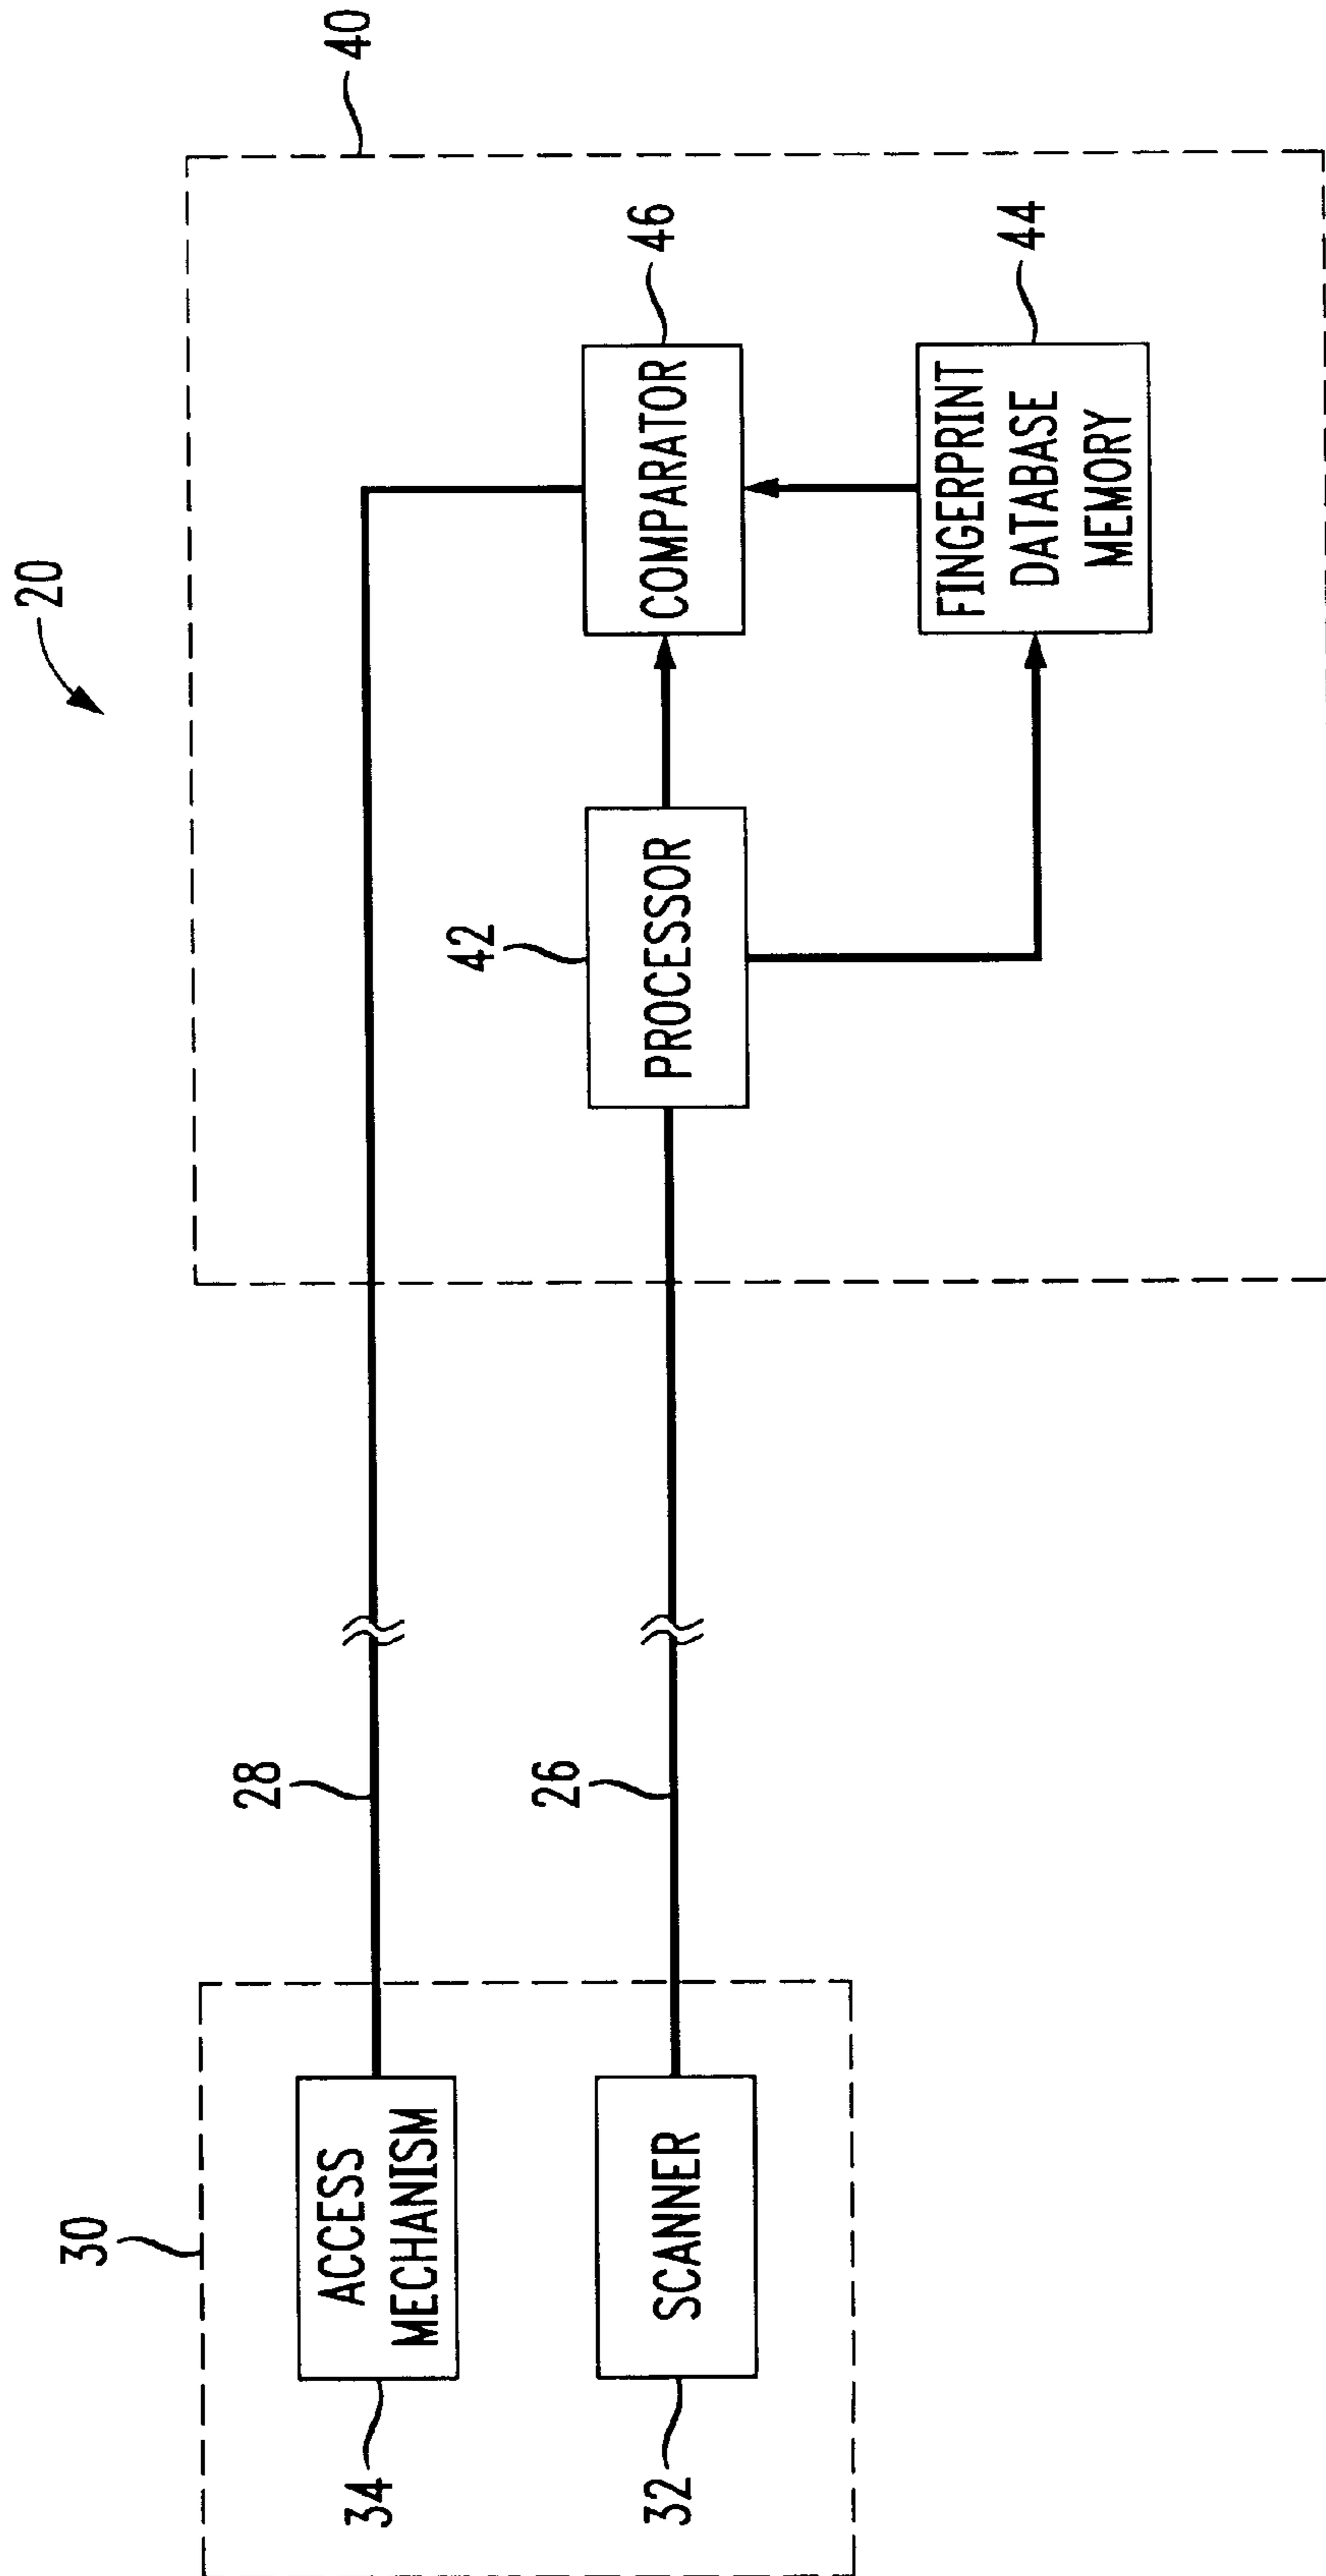 20
40
30
34
ACCESS
MECHANISM
28
COMPARATOR
46
32
SCANNER
26
42
PROCESSOR
FINGERPRINT
DATABASE
MEMORY
44